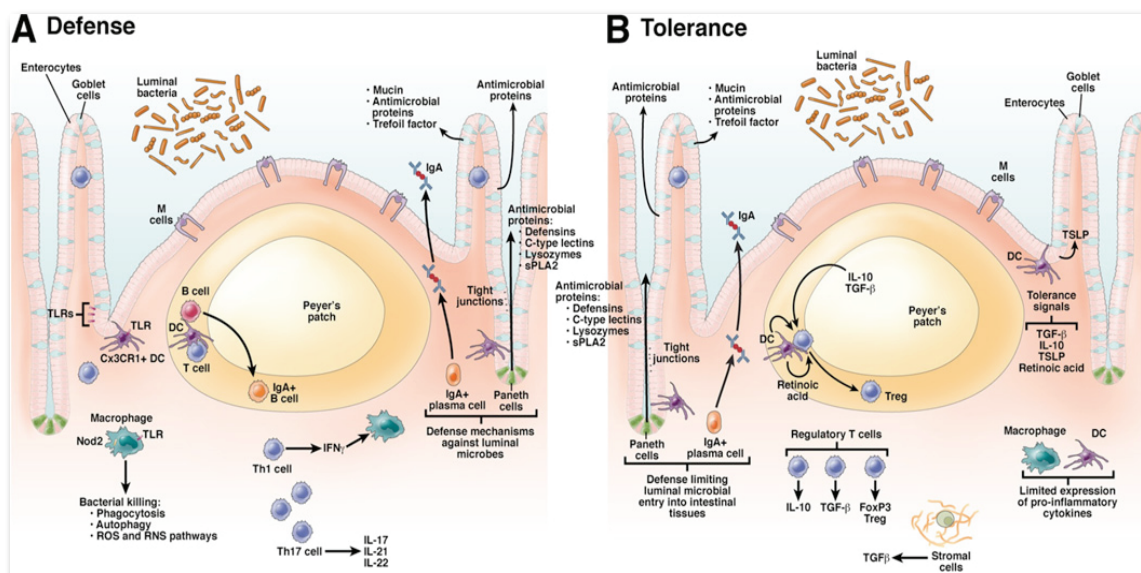 A Defense
Enterocytes
Goblet
cells
Luminal
bacteria
• Mucin
• Antimicrobial
proteins
• Trefoil factor
Antimicrobial
proteins
IgA
M
cells
Antimicrobial
proteins:
• Defensins
• C-type lectins
• Lysozymes
• sPLA2
B cell
Peyer's
patch
Tight
junctions
TLRs
TLR
DC
Cx3CR1+ DC
T cell
IgA+
B cell
IgA+
plasma cell
Paneth
cells
Defense mechanisms
against luminal
microbes
Macrophage
Nod2
TLR
IFNγ
Th1 cell
Bacterial killing:
• Phagocytosis
• Autophagy
• ROS and RNS pathways
Th17 cell
IL-17
IL-21
IL-22
B Tolerance
Antimicrobial
proteins
• Mucin
• Antimicrobial
proteins
• Trefoil factor
Luminal
bacteria
Goblet
cells
Enterocytes
M
cells
IgA
DC
TSLP
IL-10
TGF-β
Tolerance
signals
TGF-β
IL-10
TSLP
Retinoic acid
Antimicrobial
proteins:
• Defensins
• C-type lectins
• Lysozymes
• sPLA2
Peyer's
patch
Tight
junctions
DC
Retinoic
acid
Treg
Paneth
cells
IgA+
plasma cell
Defense limiting
luminal microbial
entry into intestinal
tissues
Regulatory T cells
IL-10
TGF-β
FoxP3
Treg
Macrophage
DC
Limited expression
of pro-inflammatory
cytokines
TGFβ
Stromal
cells